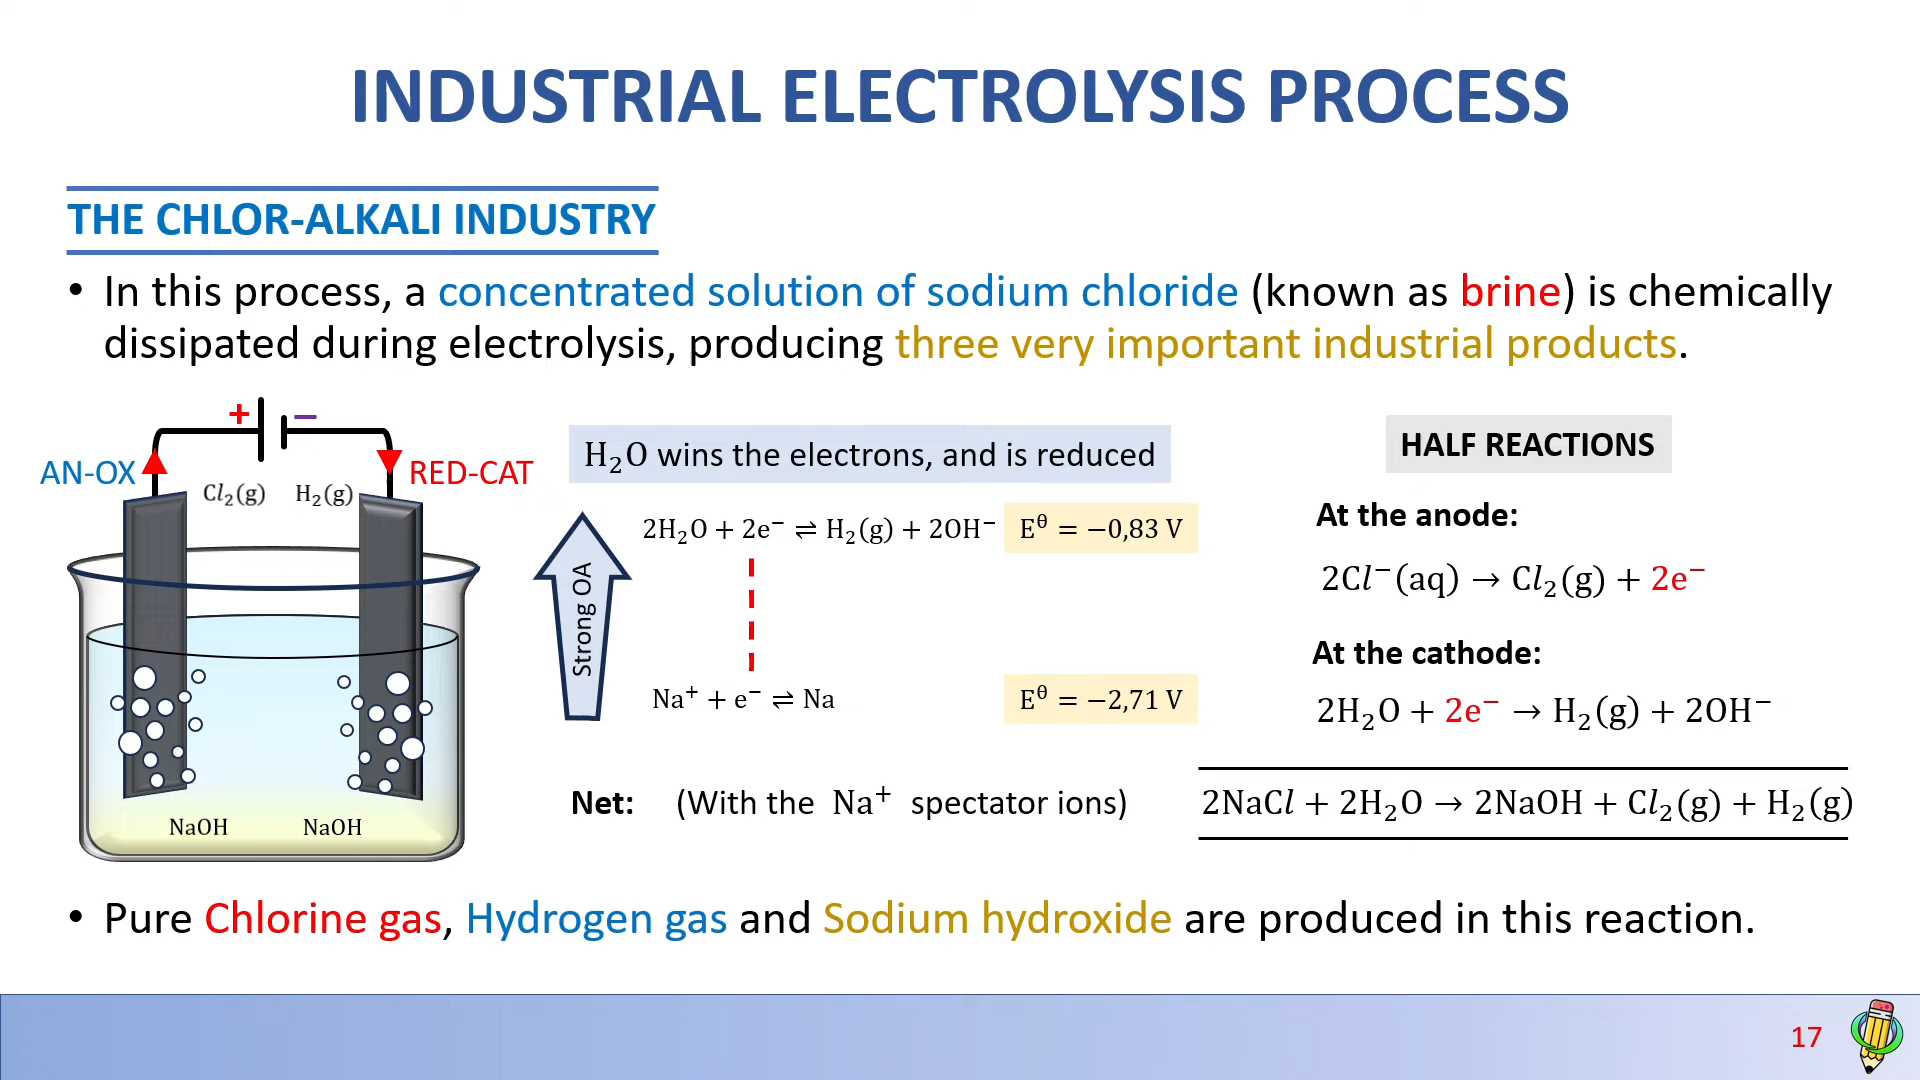 INDUSTRIAL ELECTROLYSIS PROCESS
THE CHLOR-ALKALI INDUSTRY
• In this process, a concentrated solution of sodium chloride (known as brine) is chemically
dissipated during electrolysis, producing three very important industrial products.
+ −
AN-OX
RED-CAT
Cl₂(g) H₂(g)
NaOH NaOH
H₂O wins the electrons, and is reduced
Strong OA
2H₂O + 2e⁻ ⇌ H₂(g) + 2OH⁻ E^θ = −0,83 V
Na⁺ + e⁻ ⇌ Na E^θ = −2,71 V
HALF REACTIONS
At the anode:
2Cl⁻(aq) → Cl₂(g) + 2e⁻
At the cathode:
2H₂O + 2e⁻ → H₂(g) + 2OH⁻
Net: (With the Na⁺ spectator ions) 2NaCl + 2H₂O → 2NaOH + Cl₂(g) + H₂(g)
• Pure Chlorine gas, Hydrogen gas and Sodium hydroxide are produced in this reaction.
17